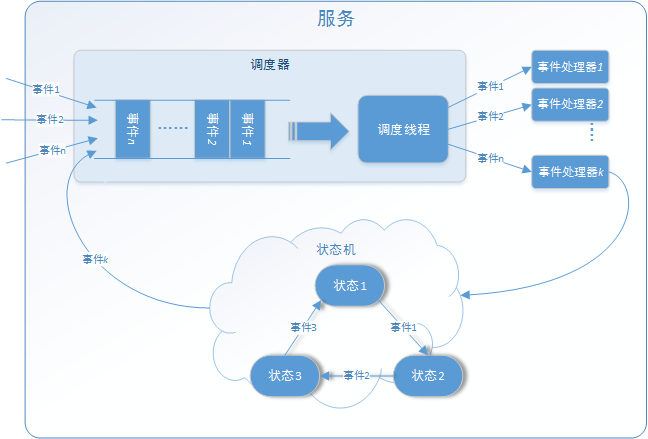 服务
调度器
事件1
事件2
事件n
事件n
......
事件2
事件1
调度线程
事件1
事件2
事件n
事件处理器1
事件处理器2
事件处理器k
事件k
状态机
状态1
事件3
事件1
状态3
事件2
状态2